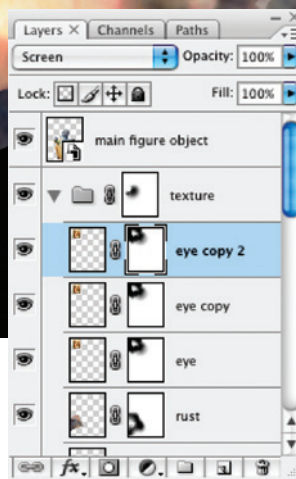 Layers × Channels Paths
Screen Opacity: 100%
Lock: Fill: 100%
main figure object
texture
eye copy 2
eye copy
eye
rust
fx.